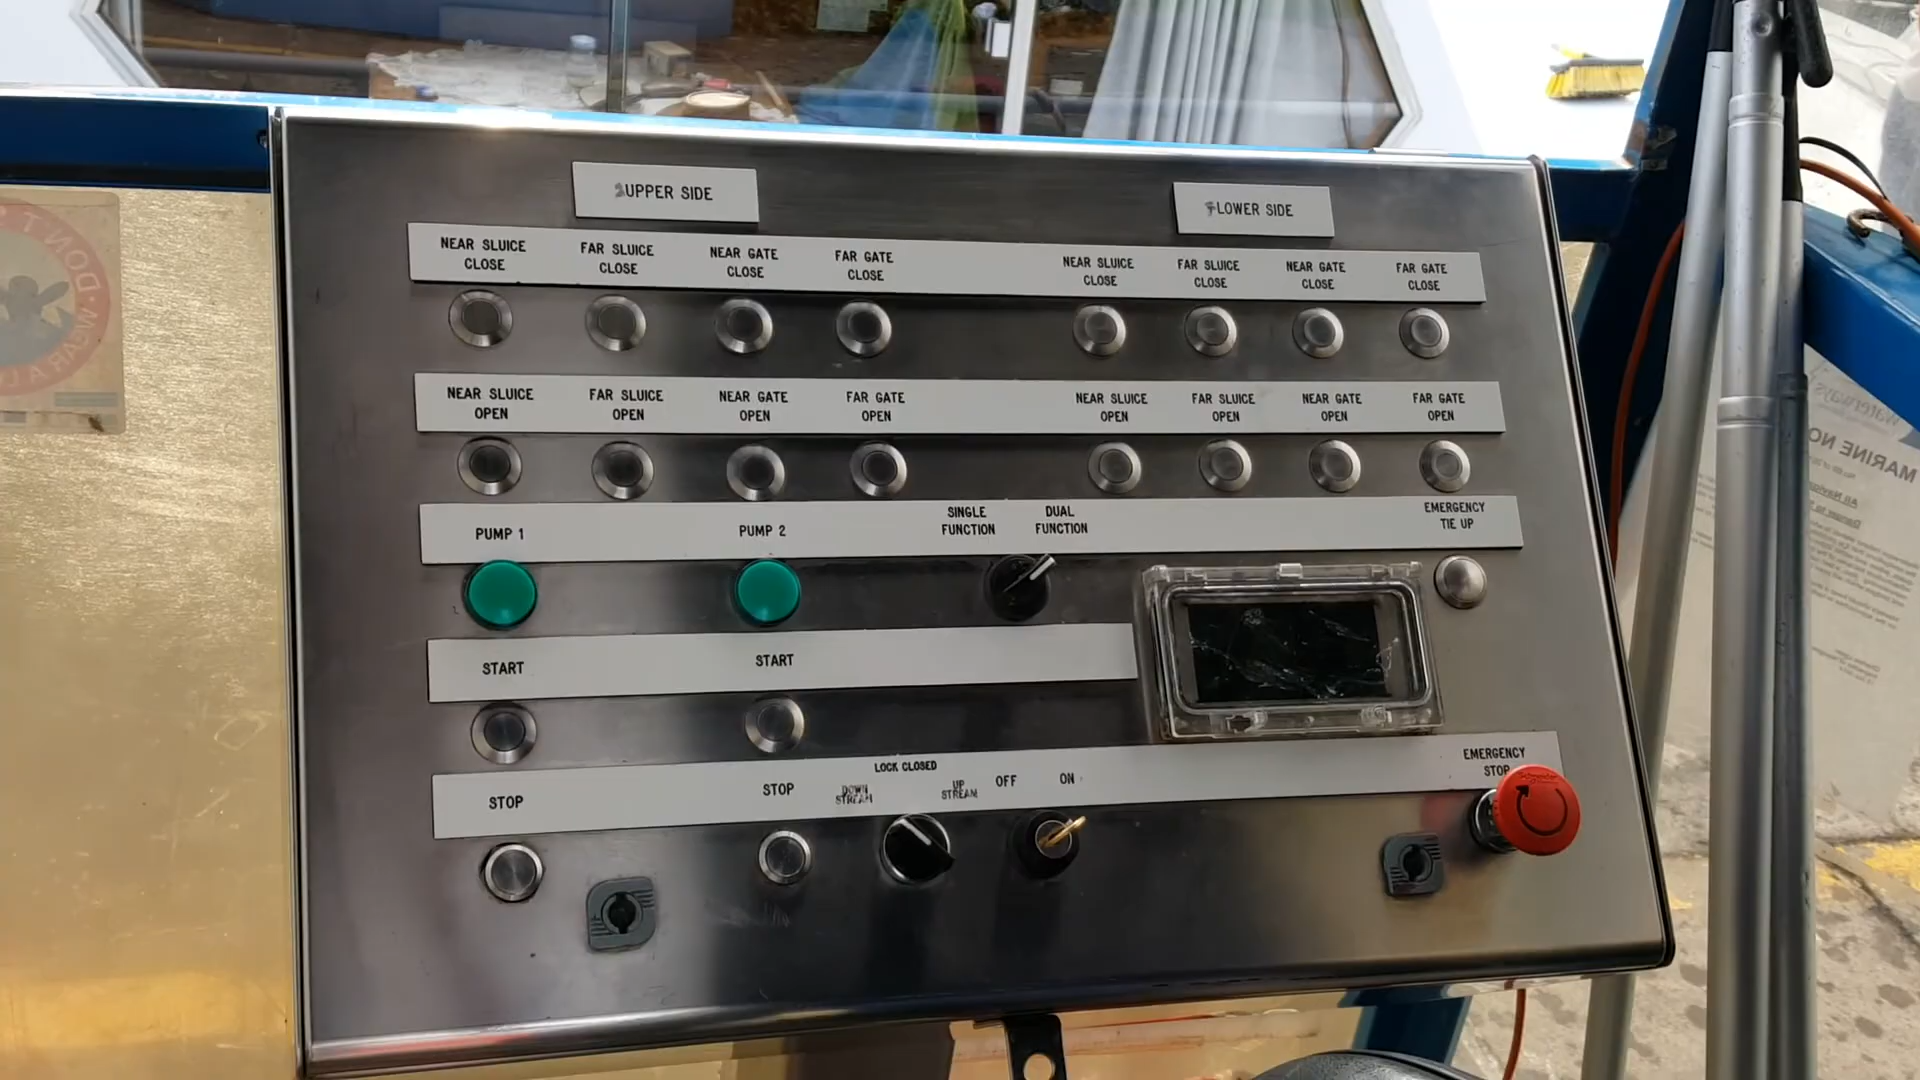 UPPER SIDE
LOWER SIDE
NEAR SLUICE CLOSE
FAR SLUICE CLOSE
NEAR GATE CLOSE
FAR GATE CLOSE
NEAR SLUICE CLOSE
FAR SLUICE CLOSE
NEAR GATE CLOSE
FAR GATE CLOSE
NEAR SLUICE OPEN
FAR SLUICE OPEN
NEAR GATE OPEN
FAR GATE OPEN
NEAR SLUICE OPEN
FAR SLUICE OPEN
NEAR GATE OPEN
FAR GATE OPEN
PUMP 1
PUMP 2
SINGLE FUNCTION
DUAL FUNCTION
EMERGENCY TIE UP
START
START
STOP
STOP
LOCK CLOSED
DOWN STREAM
UP STREAM
OFF
ON
EMERGENCY STOP
DON'T
Waterways
MARINE NO